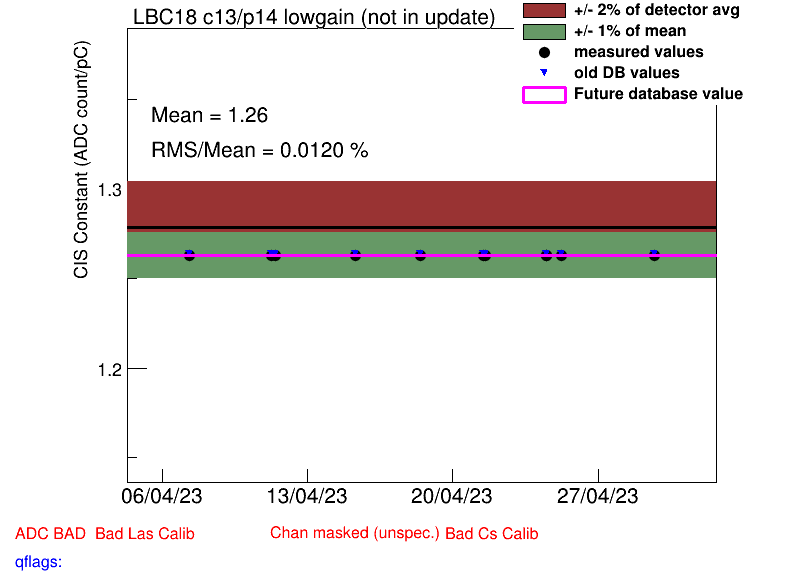 LBC18 c13/p14 lowgain (not in update)
+/- 2% of detector avg
+/- 1% of mean
measured values
old DB values
Future database value
CIS Constant (ADC count/pC)
Mean = 1.26
RMS/Mean = 0.0120 %
1.3
1.2
06/04/23 13/04/23 20/04/23 27/04/23
ADC BAD Bad Las Calib Chan masked (unspec.) Bad Cs Calib
qflags: